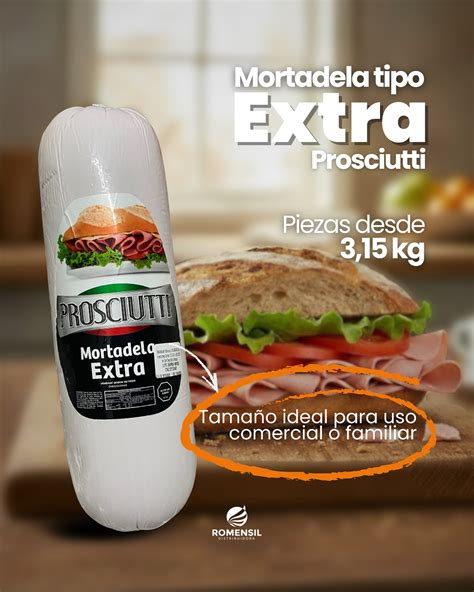 Mortadela tipo
Extra
Prosciutti
Piezas desde
3,15 kg
PROSCIUTTI
Mortadela
Extra
Tamaño ideal para uso
comercial o familiar
ROMENSIL
DISTRIBUIDORA